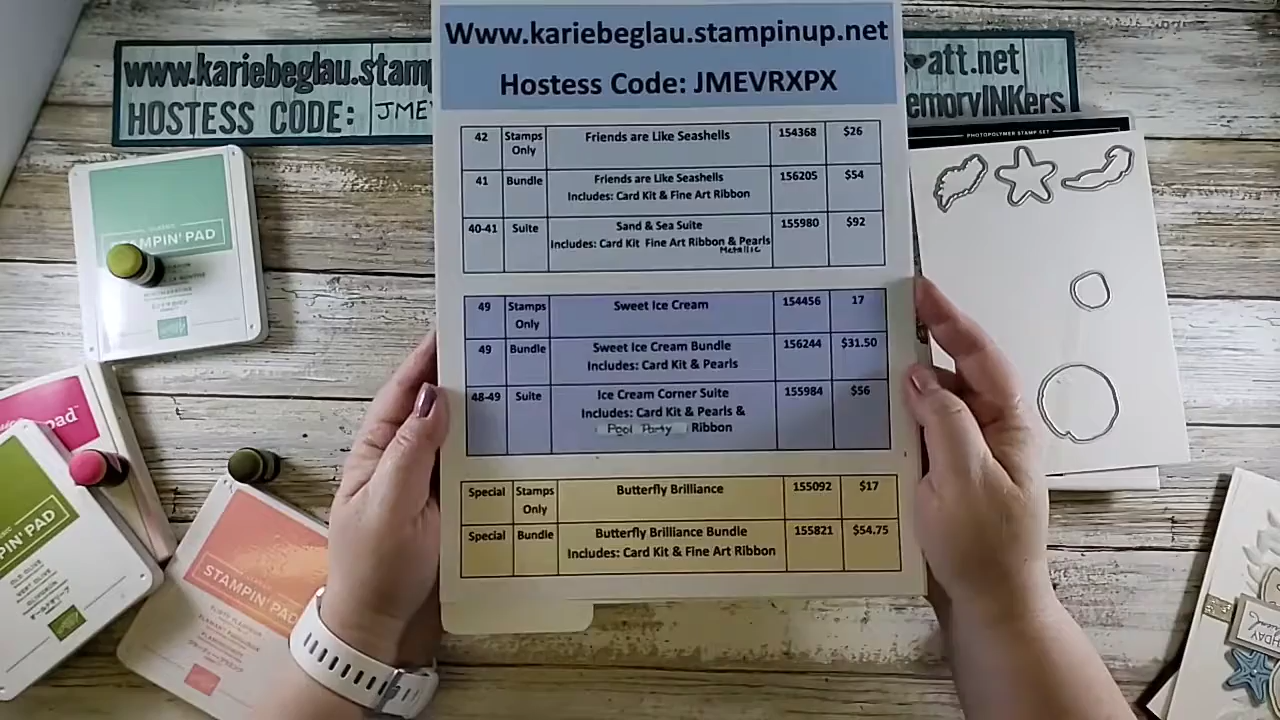 www.kariebeglau.stam
HOSTESS CODE: JME
att.net
emoryINKers
Www.kariebeglau.stampinup.net
Hostess Code: JMEVRXPX
42 Stamps Only Friends are Like Seashells 154368 $26
41 Bundle Friends are Like Seashells 156205 $54
Includes: Card Kit & Fine Art Ribbon
40-41 Suite Sand & Sea Suite 155980 $92
Includes: Card Kit Fine Art Ribbon & Pearls
Metallic
49 Stamps Only Sweet Ice Cream 154456 17
49 Bundle Sweet Ice Cream Bundle 156244 $31.50
Includes: Card Kit & Pearls
48-49 Suite Ice Cream Corner Suite 155984 $56
Includes: Card Kit & Pearls &
Pool Party Ribbon
Special Stamps Only Butterfly Brilliance 155092 $17
Special Bundle Butterfly Brilliance Bundle 155821 $54.75
Includes: Card Kit & Fine Art Ribbon
PHOTOPOLYMER STAMP SET
CLASSIC
TAMPIN' PAD
pad
PIN' PAD
OLD OLIVE
STAMPIN' PAD